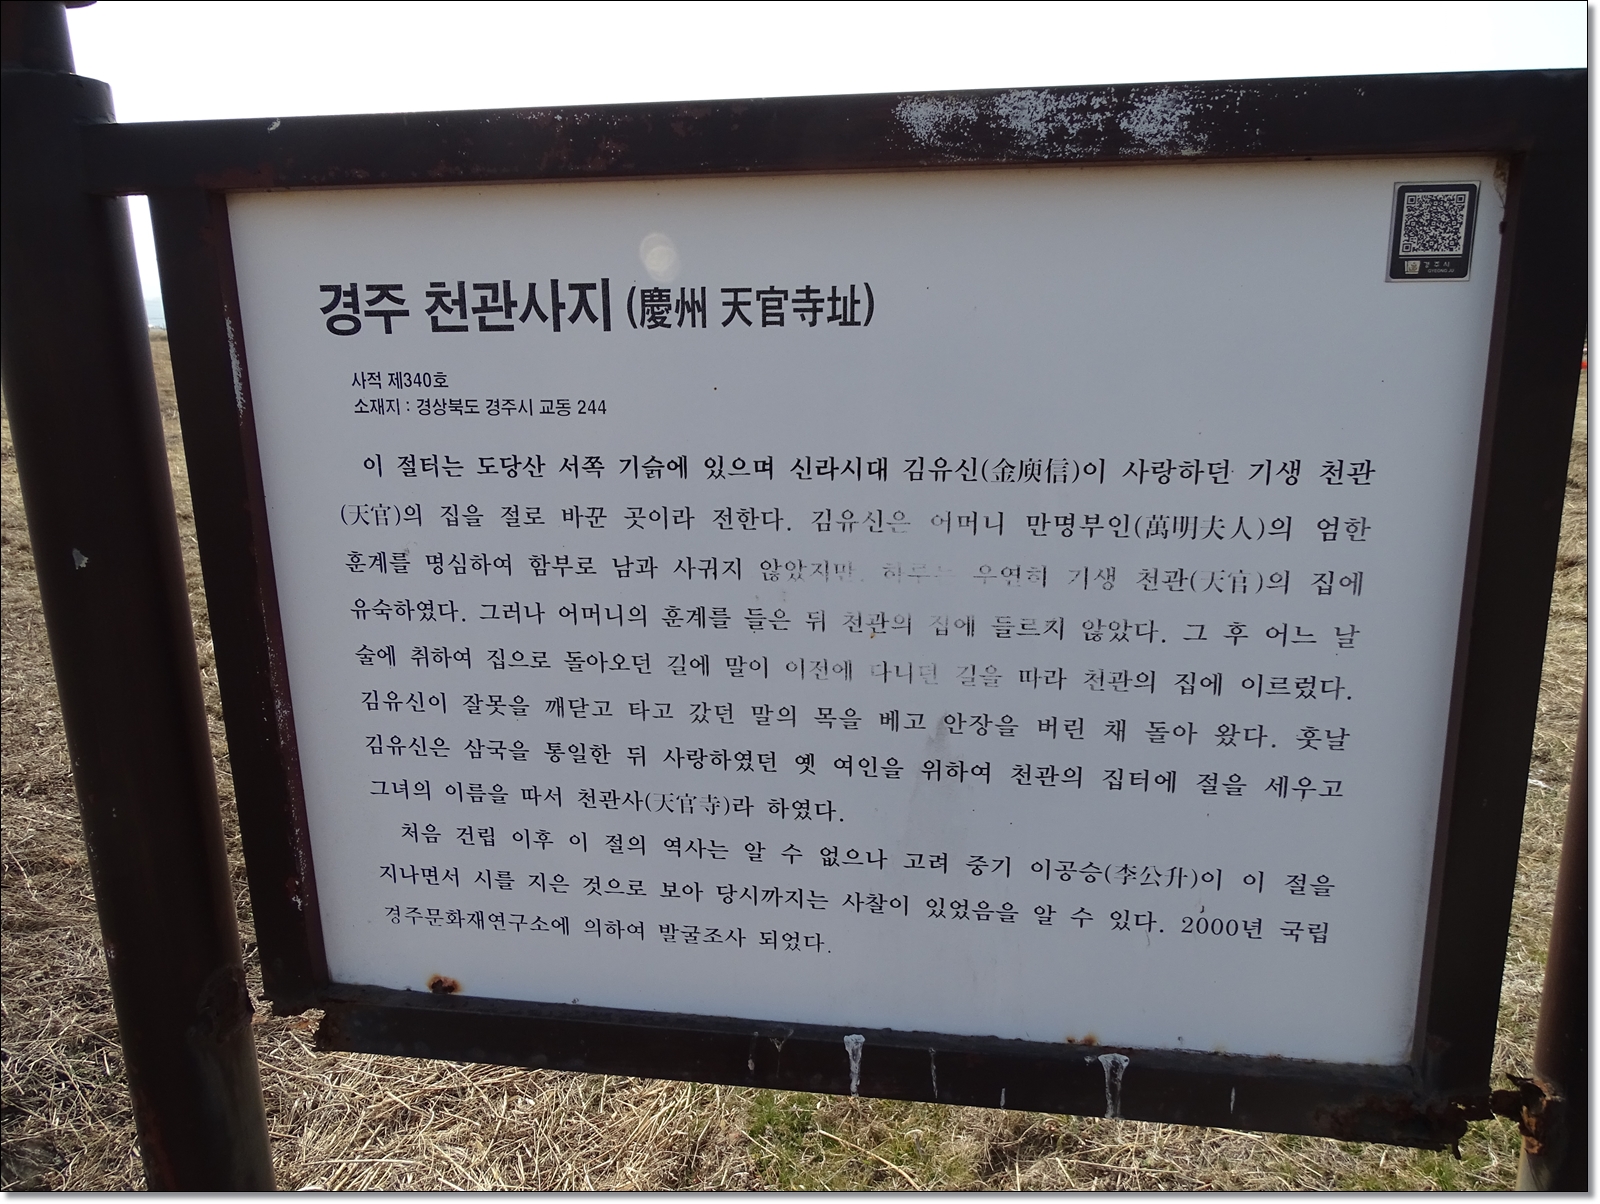 경주시
경주 천관사지 (慶州 天官寺址)
사적 제340호
소재지 : 경상북도 경주시 교동 244
이 절터는 도당산 서쪽 기슭에 있으며 신라시대 김유신(金庾信)이 사랑하던 기생 천관
(天官)의 집을 절로 바꾼 곳이라 전한다. 김유신은 어머니 만명부인(萬明夫人)의 엄한
훈계를 명심하여 함부로 남과 사귀지 않았지만, 하루는 우연히 기생 천관(天官)의 집에
유숙하였다. 그러나 어머니의 훈계를 들은 뒤 천관의 집에 들르지 않았다. 그 후 어느 날
술에 취하여 집으로 돌아오던 길에 말이 이전에 다니던 길을 따라 천관의 집에 이르렀다.
김유신이 잘못을 깨닫고 타고 갔던 말의 목을 베고 안장을 버린 채 돌아 왔다. 훗날
김유신은 삼국을 통일한 뒤 사랑하였던 옛 여인을 위하여 천관의 집터에 절을 세우고
그녀의 이름을 따서 천관사(天官寺)라 하였다.
처음 건립 이후 이 절의 역사는 알 수 없으나 고려 중기 이공승(李公升)이 이 절을
지나면서 시를 지은 것으로 보아 당시까지는 사찰이 있었음을 알 수 있다. 2000년 국립
경주문화재연구소에 의하여 발굴조사 되었다.